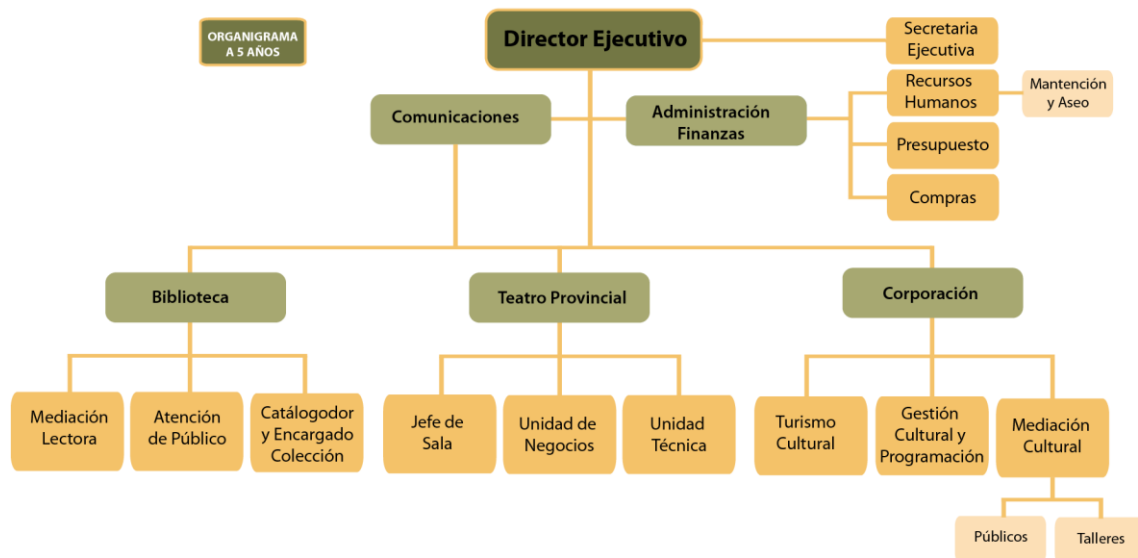 ORGANIGRAMA
A 5 AÑOS
Director Ejecutivo
Secretaria
Ejecutiva
Comunicaciones
Administración
Finanzas
Recursos
Humanos
Mantención
y Aseo
Presupuesto
Compras
Biblioteca
Teatro Provincial
Corporación
Mediación
Lectora
Atención
de Público
Catálogodor
y Encargado
Colección
Jefe de
Sala
Unidad de
Negocios
Unidad
Técnica
Turismo
Cultural
Gestión
Cultural y
Programación
Mediación
Cultural
Públicos
Talleres